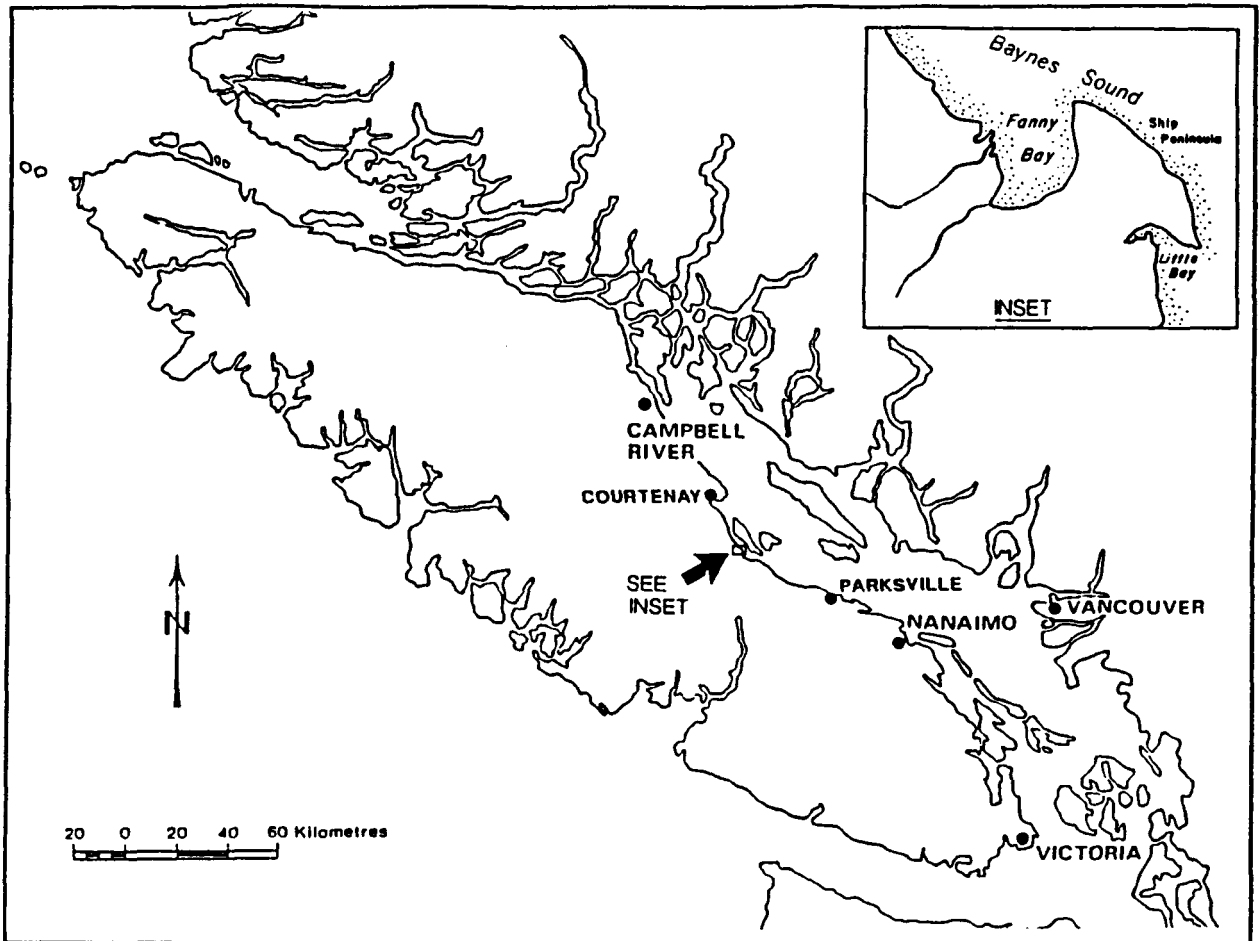 Baynes Sound
Fanny
Bay
Ship
Peninsula
Little
Bay
INSET
CAMPBELL
RIVER
COURTENAY
SEE
INSET
PARKSVILLE
VANCOUVER
NANAIMO
N
20 0 20 40 60 Kilometres
VICTORIA